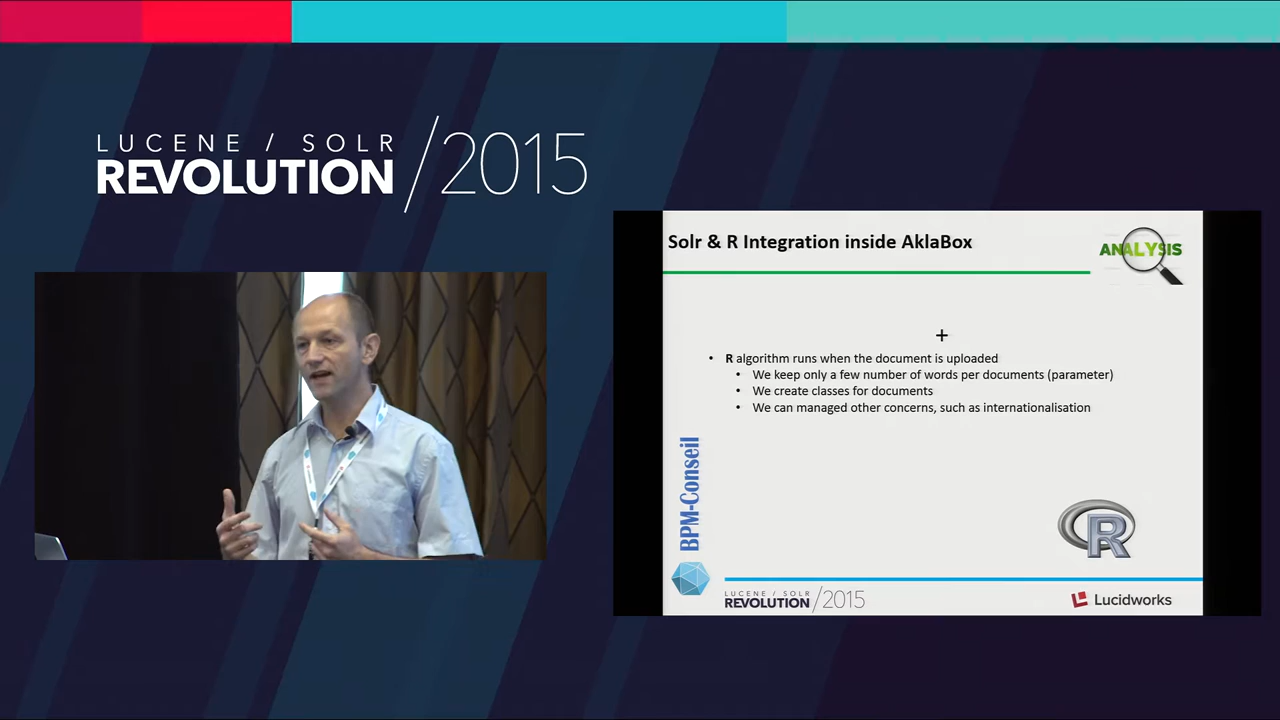 LUCENE / SOLR
REVOLUTION /2015
Solr & R Integration inside AklaBox
ANALYSIS
+
• R algorithm runs when the document is uploaded
• We keep only a few number of words per documents (parameter)
• We create classes for documents
• We can managed other concerns, such as internationalisation
BPM-Conseil
R
LUCENE / SOLR
REVOLUTION /2015
Lucidworks